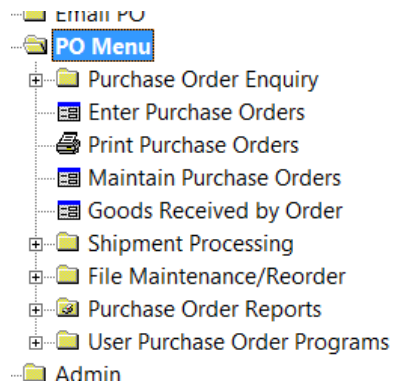 Email PO
PO Menu
Purchase Order Enquiry
Enter Purchase Orders
Print Purchase Orders
Maintain Purchase Orders
Goods Received by Order
Shipment Processing
File Maintenance/Reorder
Purchase Order Reports
User Purchase Order Programs
Admin